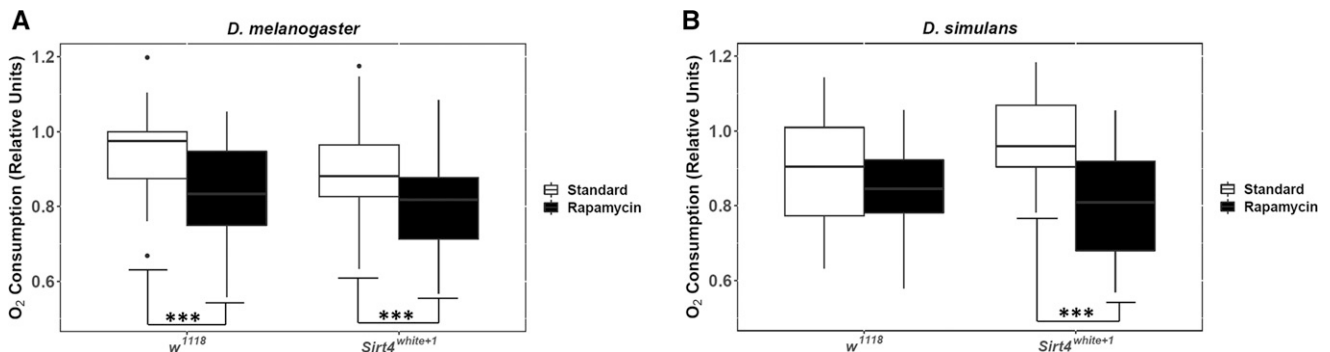 A
D. melanogaster
O₂ Consumption (Relative Units)
1.2
1.0
0.8
0.6
***
***
w¹¹¹⁸
Sirt4ʷʰⁱᵗᵉ⁺¹
Standard
Rapamycin
B
D. simulans
O₂ Consumption (Relative Units)
1.2
1.0
0.8
0.6
***
w¹¹¹⁸
Sirt4ʷʰⁱᵗᵉ⁺¹
Standard
Rapamycin